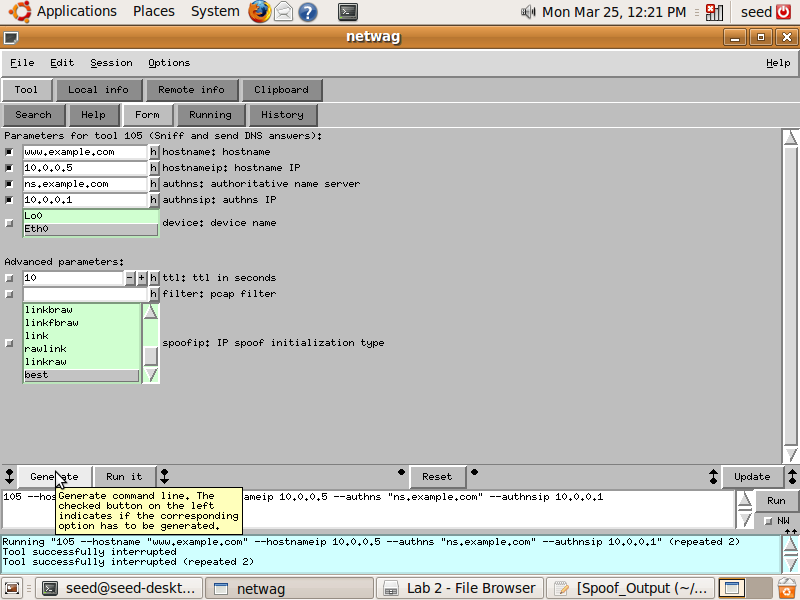 Applications Places System Mon Mar 25, 12:21 PM seed
netwag
File Edit Session Options Help
Tool Local info Remote info Clipboard
Search Help Form Running History
Parameters for tool 105 (Sniff and send DNS answers):
www.example.com h hostname: hostname
10.0.0.5 h hostnameip: hostname IP
ns.example.com h authns: authoritative name server
10.0.0.1 h authnsip: authns IP
Lo0
Eth0
device: device name
Advanced parameters:
10 - + h ttl: ttl in seconds
h filter: pcap filter
linkbraw
linkfbraw
link
rawlink
linkraw
best
spoofip: IP spoof initialization type
Generate Run it Reset Update
105 --hos ameip 10.0.0.5 --authns "ns.example.com" --authnsip 10.0.0.1 Run
NW
Generate command line. The
checked button on the left
indicates if the corresponding
option has to be generated.
Running "105 --hostname "www.example.com" --hostnameip 10.0.0.5 --authns "ns.example.com" --authnsip 10.0.0.1" (repeated 2)
Tool successfully interrupted
Tool successfully interrupted (repeated 2)
seed@seed-deskt... netwag Lab 2 - File Browser [Spoof_Output (~/...